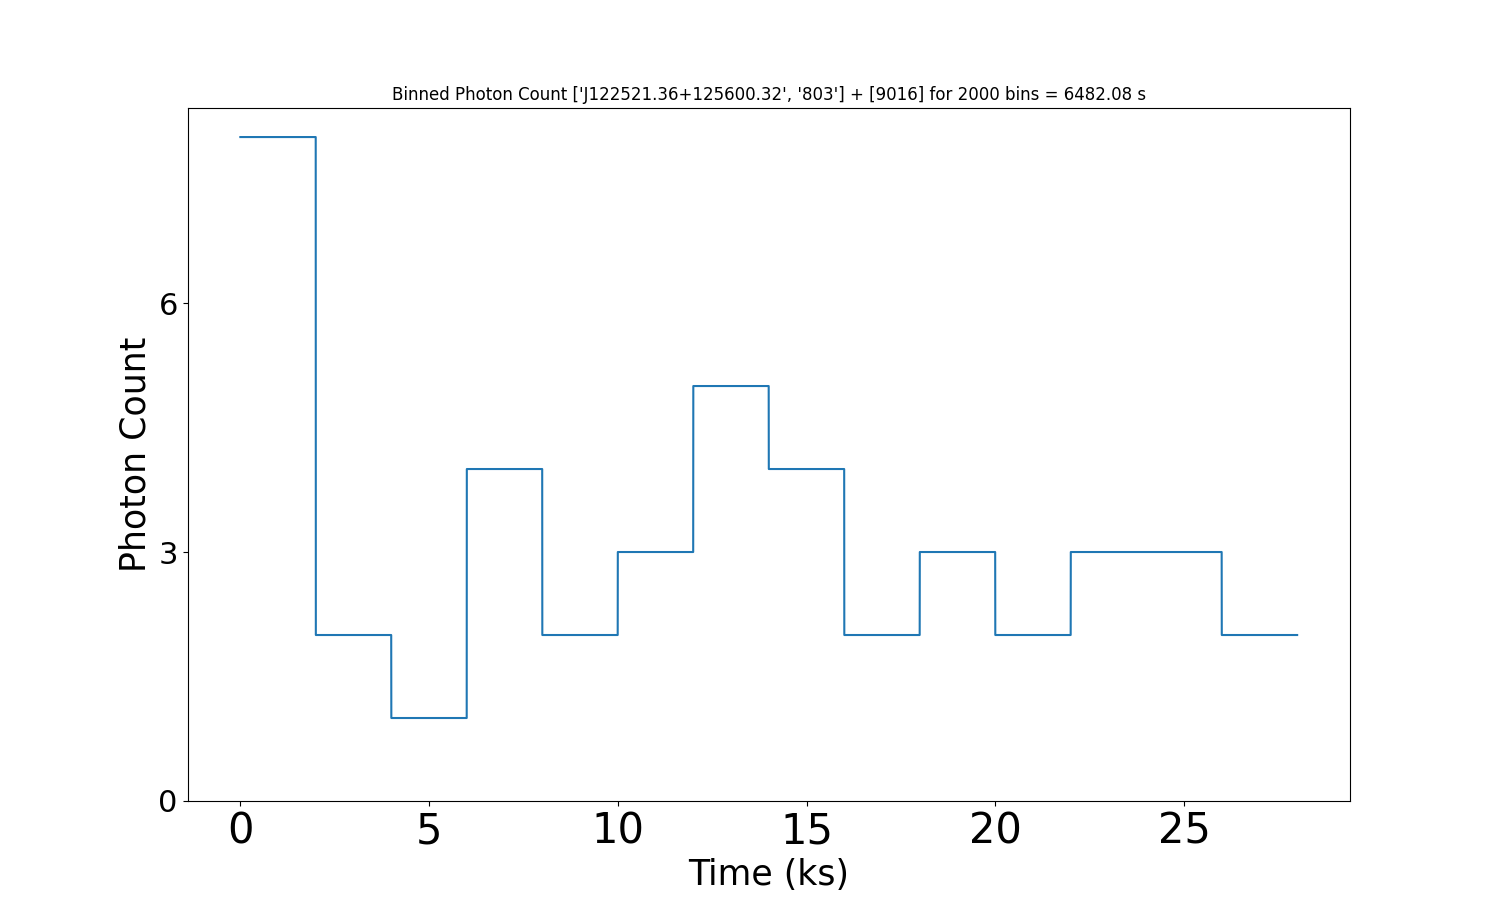 Binned Photon Count ['J122521.36+125600.32', '803'] + [9016] for 2000 bins = 6482.08 s
Photon Count
6
3
0
0 5 10 15 20 25
Time (ks)